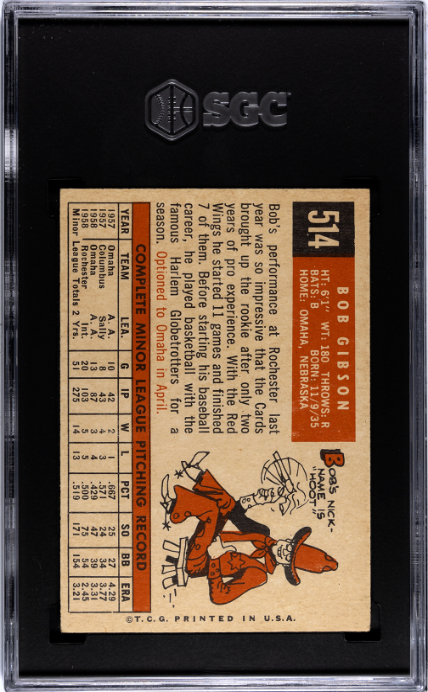 SGC
514
BOB GIBSON
HT: 6'1" WT: 180 THROWS: R
BATS: B BORN: 11/9/35
HOME: OMAHA, NEBRASKA
Bob's performance at Rochester last
year was so impressive that the Cards
brought up the rookie after only two
years of pro experience. With the Red
Wings he started 11 games and finished
7 of them. Before starting his baseball
career, he played basketball with the
famous Harlem Globetrotters for a
season. Optioned to Omaha in April.
BOB'S NICK-
NAME IS
"HOOT"
COMPLETE MINOR LEAGUE PITCHING RECORD
YEAR TEAM LEA. G IP W L PCT SO BB ERA
1957 Omaha A. A. 10 42 2 1 .667 25 27 4.29
1957 Columbus Sally 8 43 4 3 .571 24 34 3.77
1958 Omaha A. A. 13 87 3 4 .429 47 39 3.31
1958 Rochester Int. 20 103 5 5 .500 75 54 2.45
Minor League Totals 2 Yrs. 51 275 14 13 .519 171 154 3.21
©T.C.G. PRINTED IN U.S.A.